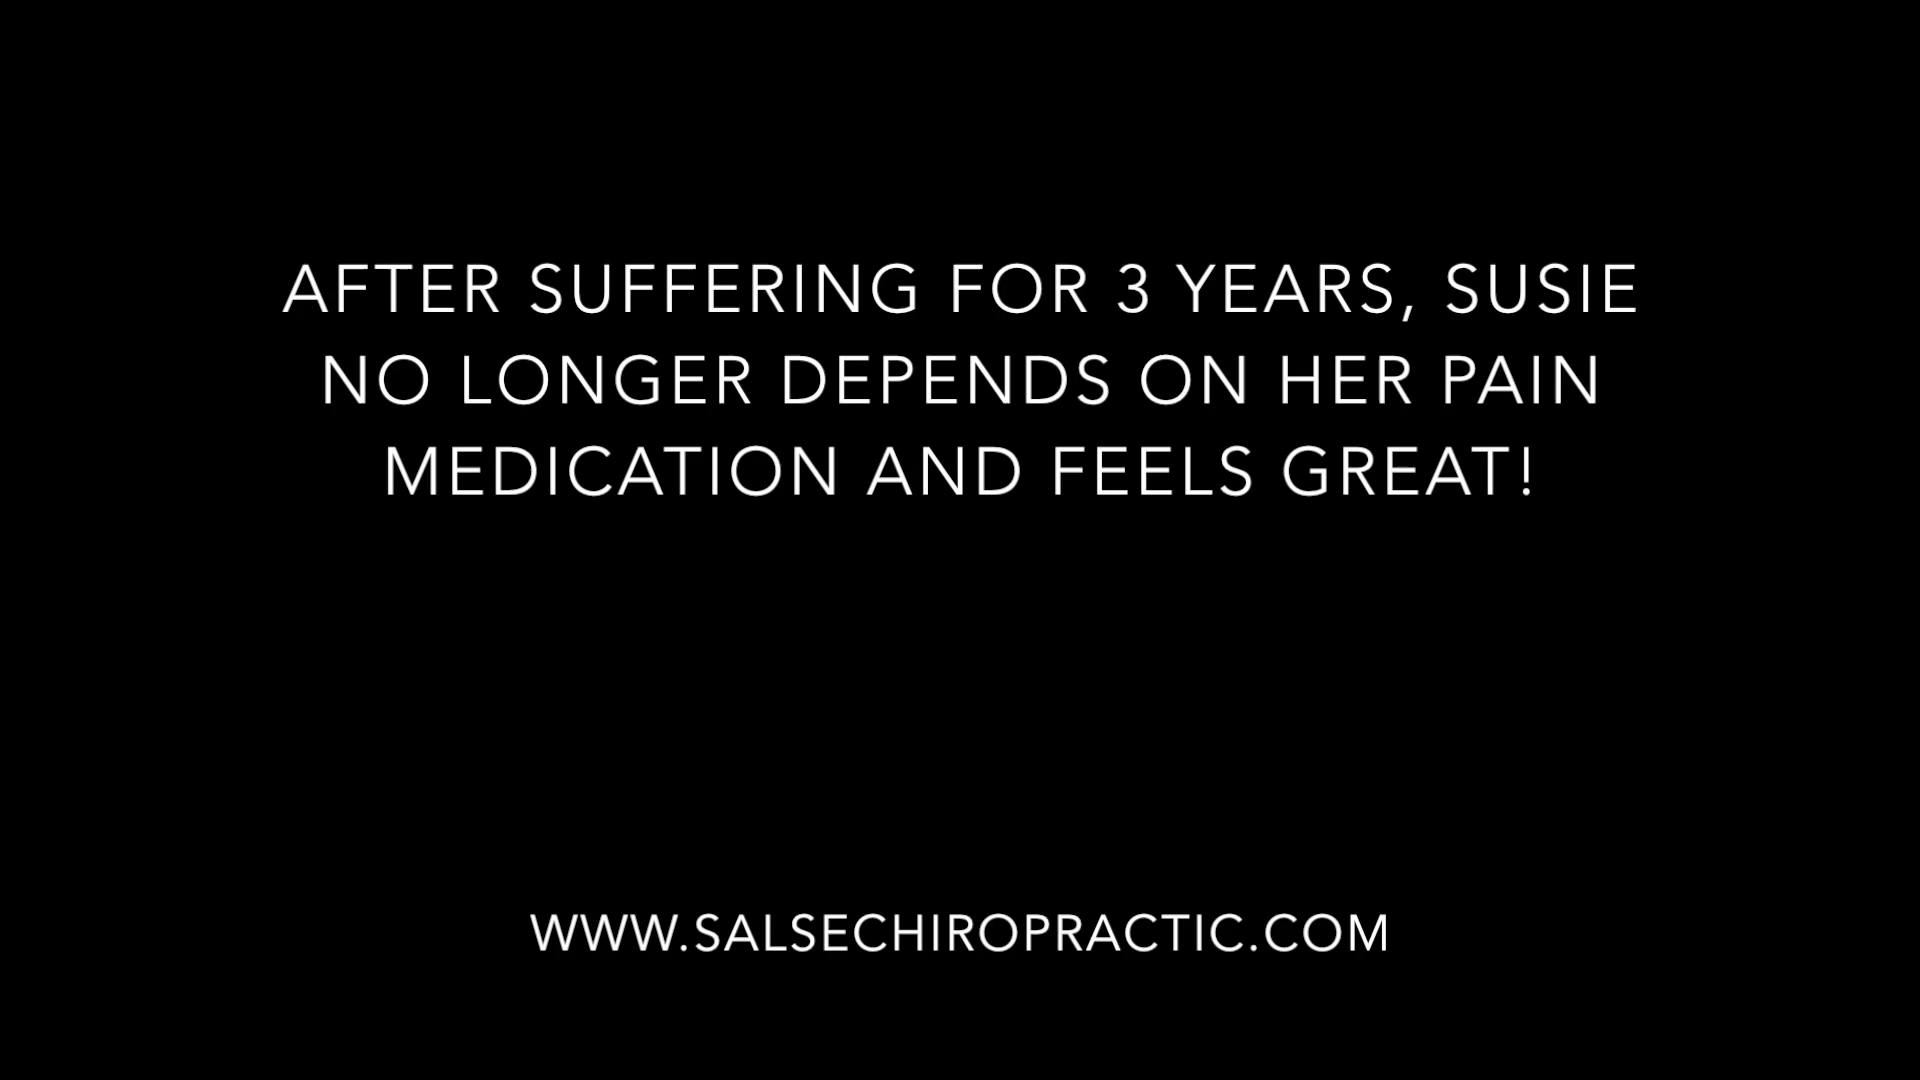 AFTER SUFFERING FOR 3 YEARS, SUSIE
NO LONGER DEPENDS ON HER PAIN
MEDICATION AND FEELS GREAT!
WWW.SALSECHIROPRACTIC.COM